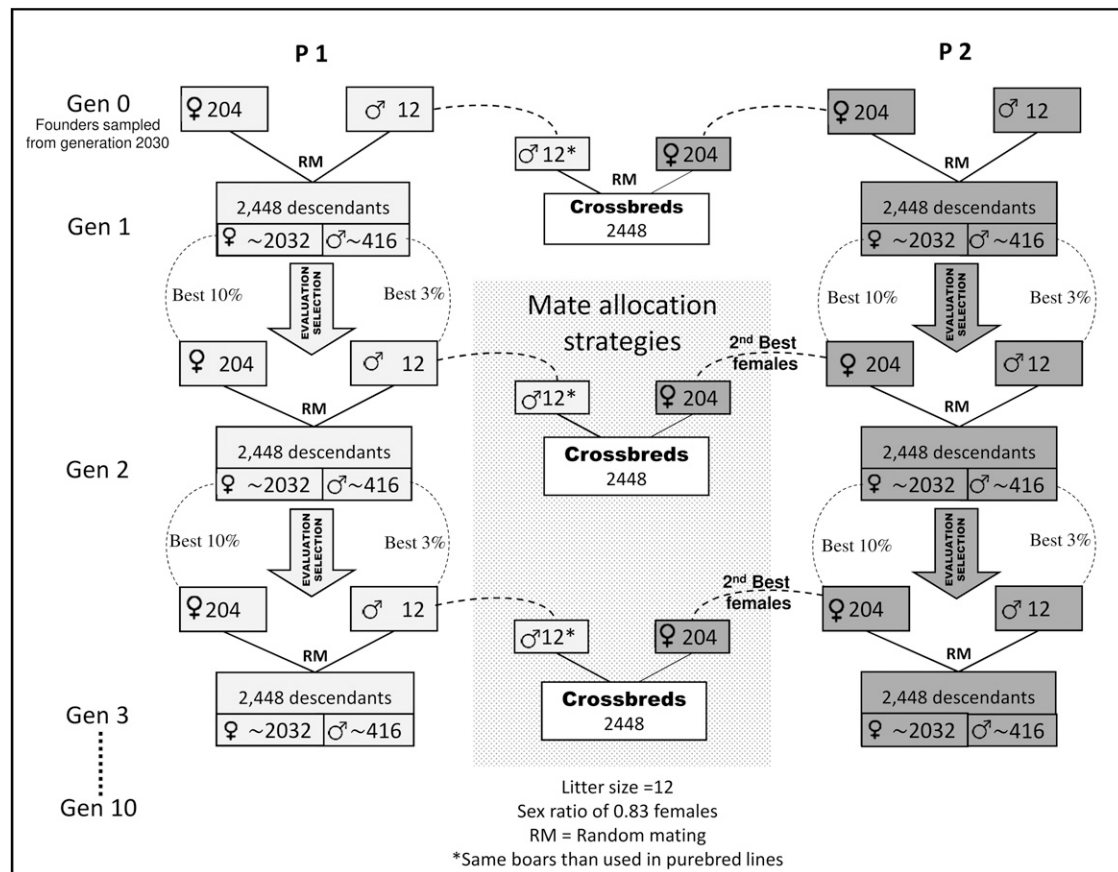 P 1
P 2
Gen 0
Founders sampled
from generation 2030
♀ 204
♂ 12
♀ 204
♂ 12
♂12*
♀ 204
RM
RM
RM
Crossbreds
2448
Gen 1
2,448 descendants
♀ ~2032
♂~416
2,448 descendants
♀ ~2032
♂~416
Best 10%
EVALUATION
SELECTION
Best 3%
Best 10%
EVALUATION
SELECTION
Best 3%
Mate allocation
strategies
2nd Best
females
♀ 204
♂ 12
♂12*
♀ 204
♀ 204
♂ 12
RM
RM
Crossbreds
2448
Gen 2
2,448 descendants
♀ ~2032
♂~416
2,448 descendants
♀ ~2032
♂~416
Best 10%
EVALUATION
SELECTION
Best 3%
Best 10%
EVALUATION
SELECTION
Best 3%
2nd Best
females
♀204
♂ 12
♂12*
♀ 204
♀204
♂ 12
RM
RM
Crossbreds
2448
Gen 3
2,448 descendants
♀ ~2032
♂~416
2,448 descendants
♀ ~2032
♂~416
Gen 10
Litter size =12
Sex ratio of 0.83 females
RM = Random mating
*Same boars than used in purebred lines